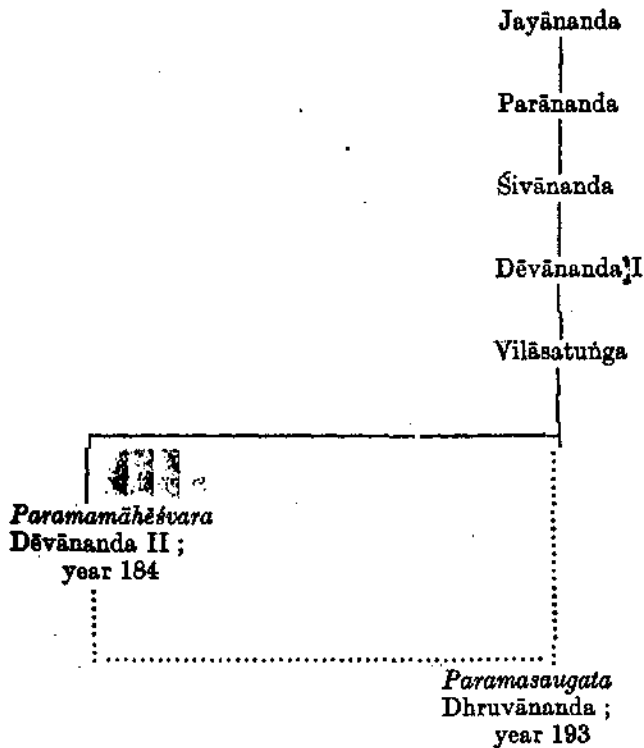 Jayānanda
Parānanda
Śivānanda
Dēvānanda I
Vilāsatuṅga
Paramamāhēśvara
Dēvānanda II ;
year 184
Paramasaugata
Dhruvānanda ;
year 193